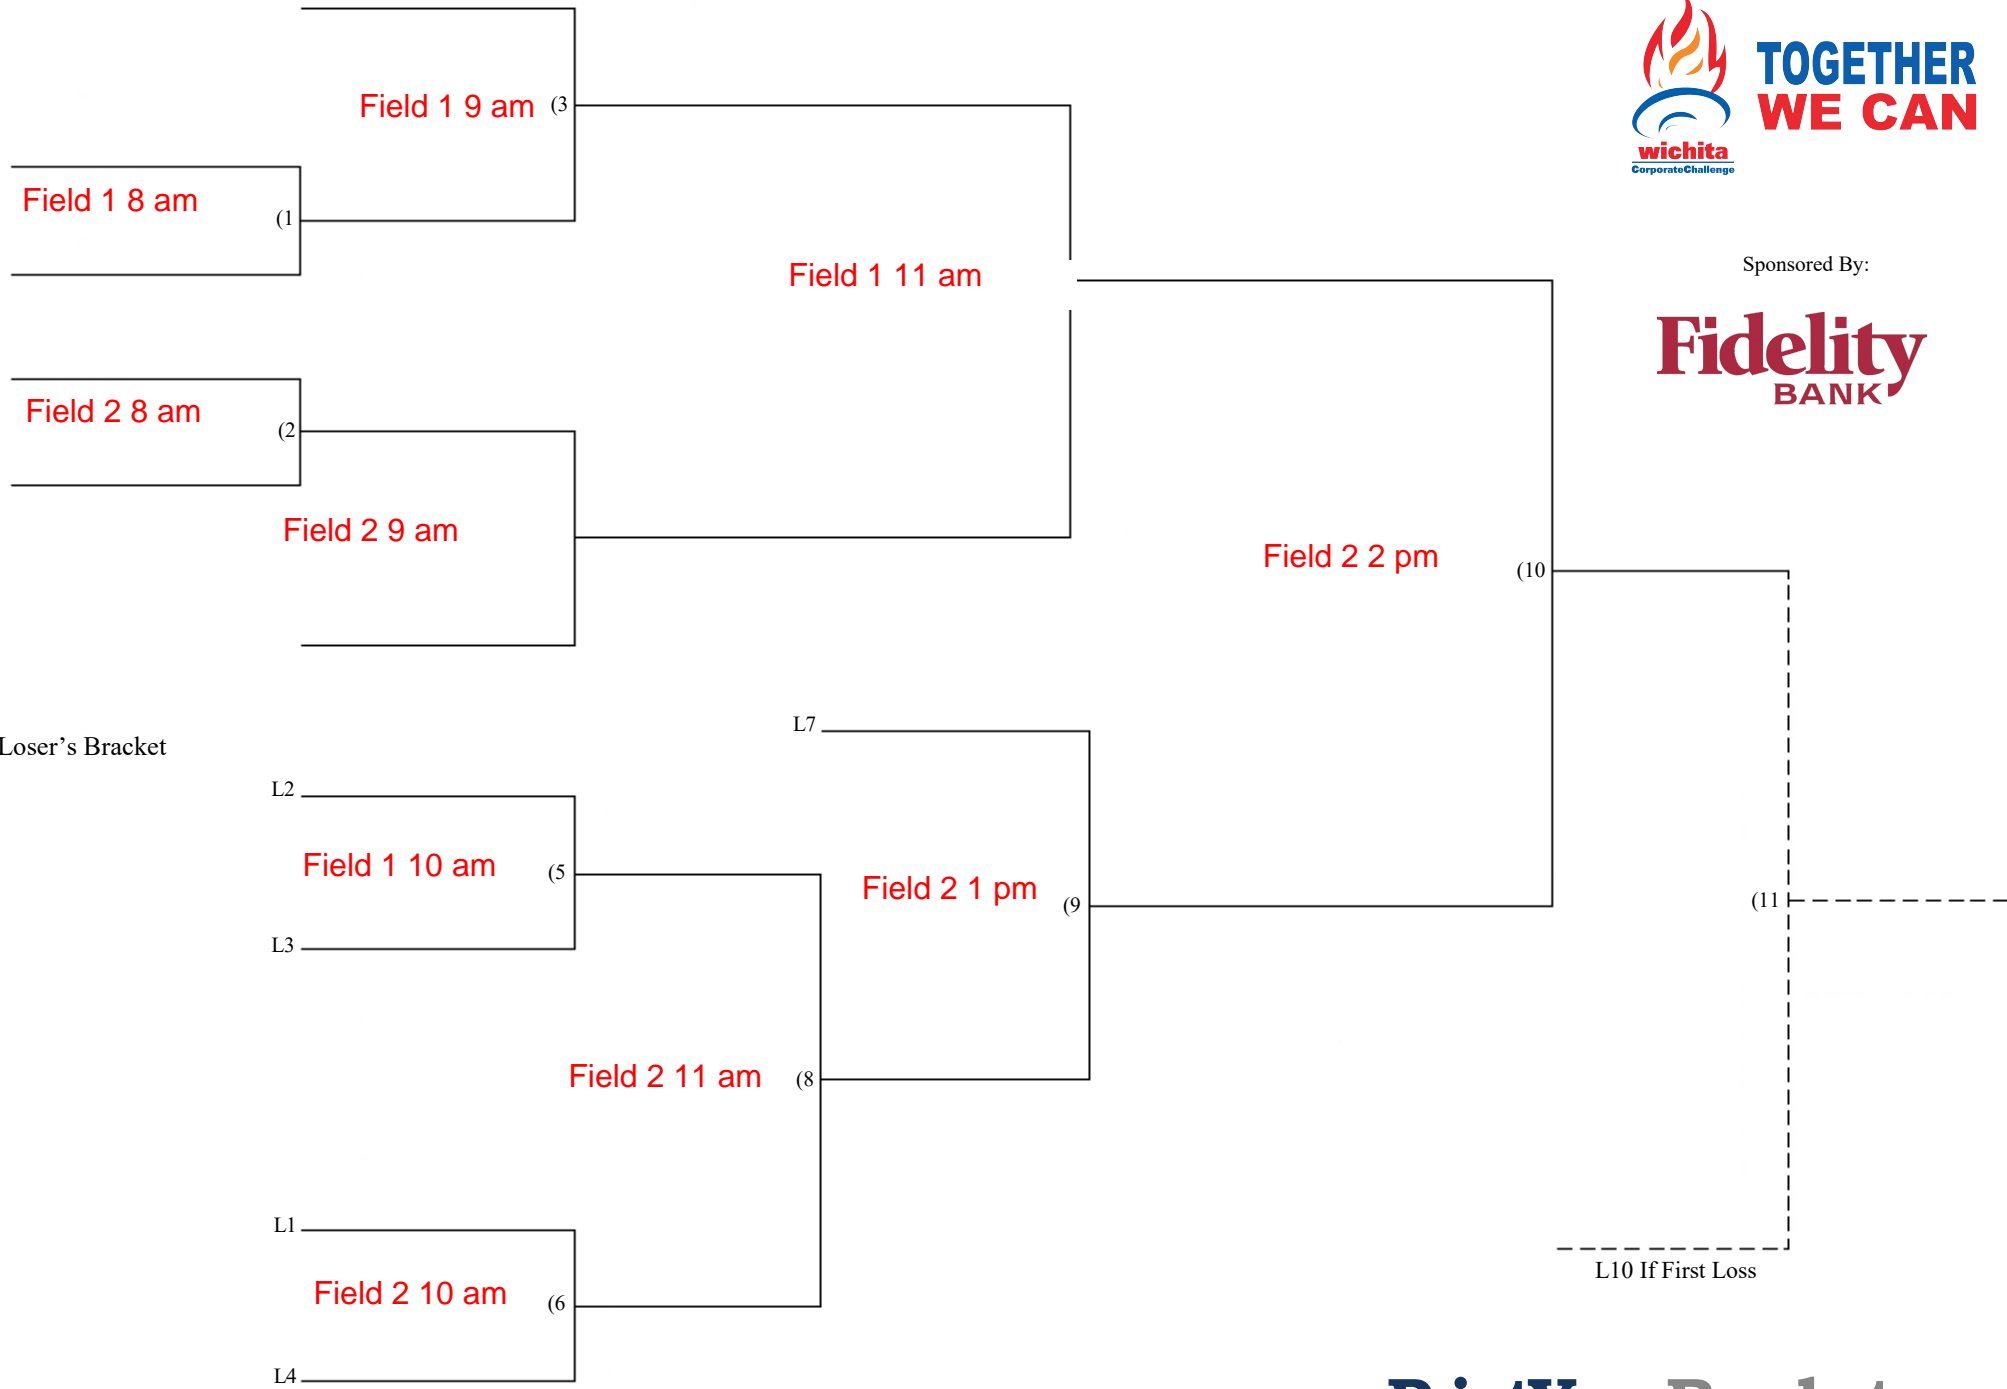 TOGETHER
WE CAN
wichita
CorporateChallenge
Field 1 9 am (3
Field 1 8 am
(1
Sponsored By:
Field 1 11 am
Fidelity
BANK
Field 2 8 am
(2
Field 2 9 am
Field 2 2 pm (10
L7
Loser's Bracket
L2
Field 1 10 am (5
Field 2 1 pm (9
(11
L3
Field 2 11 am (8
L1
L10 If First Loss
Field 2 10 am (6
L4